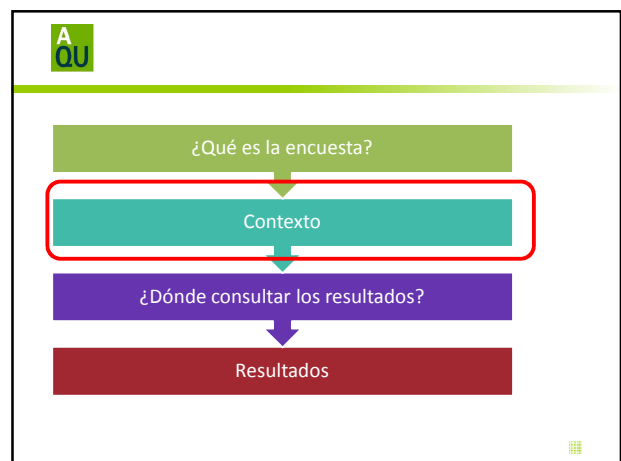 A
QU
¿Qué es la encuesta?
Contexto
¿Dónde consultar los resultados?
Resultados